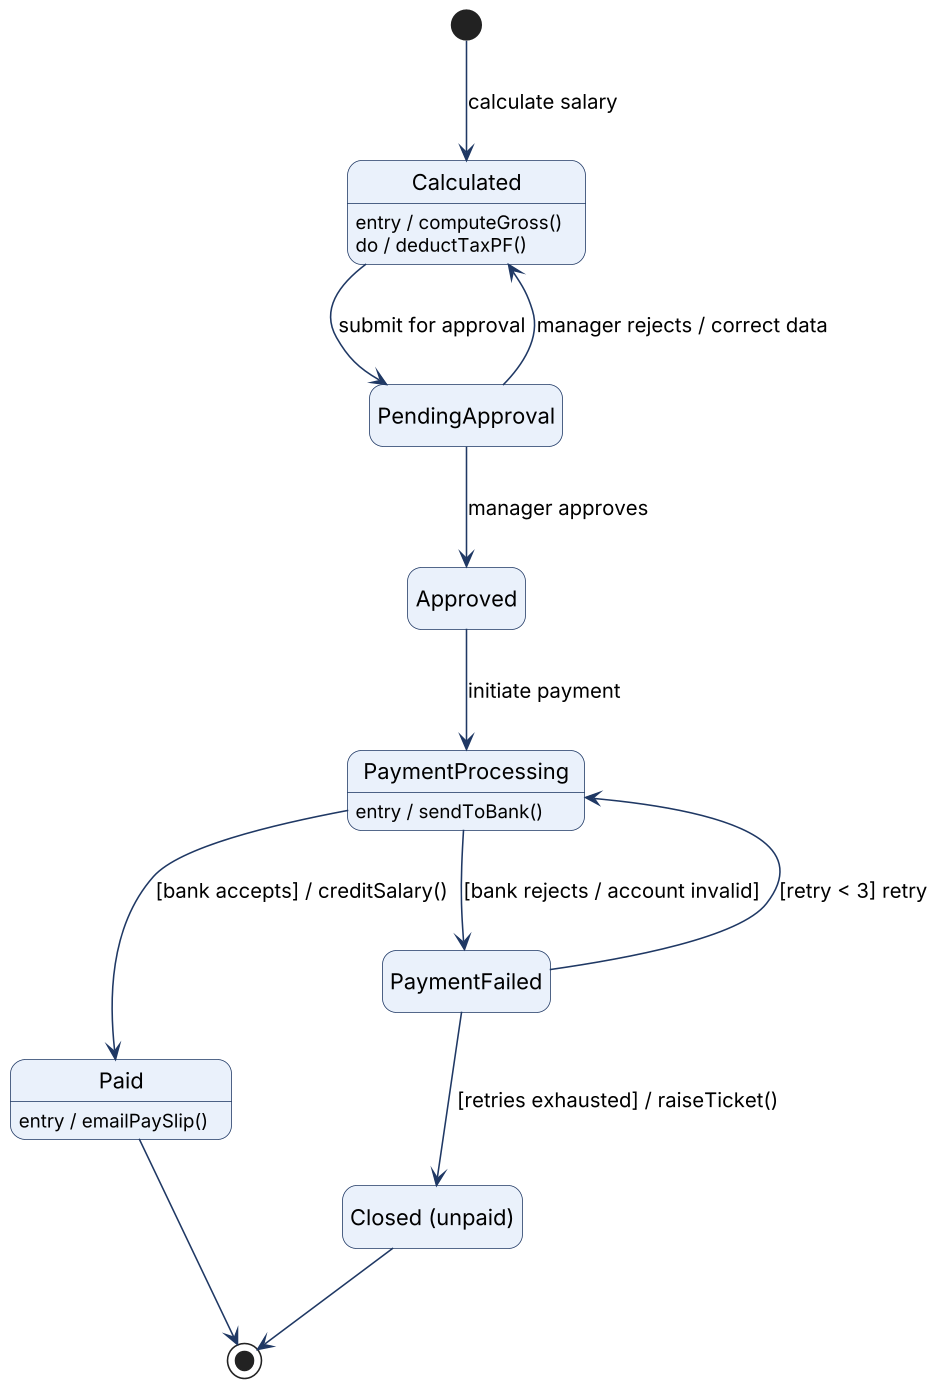 calculate salary
Calculated
entry / computeGross()
do / deductTaxPF()
submit for approval
manager rejects / correct data
PendingApproval
manager approves
Approved
initiate payment
PaymentProcessing
entry / sendToBank()
[bank accepts] / creditSalary()
[bank rejects / account invalid]
[retry < 3] retry
PaymentFailed
Paid
entry / emailPaySlip()
[retries exhausted] / raiseTicket()
Closed (unpaid)